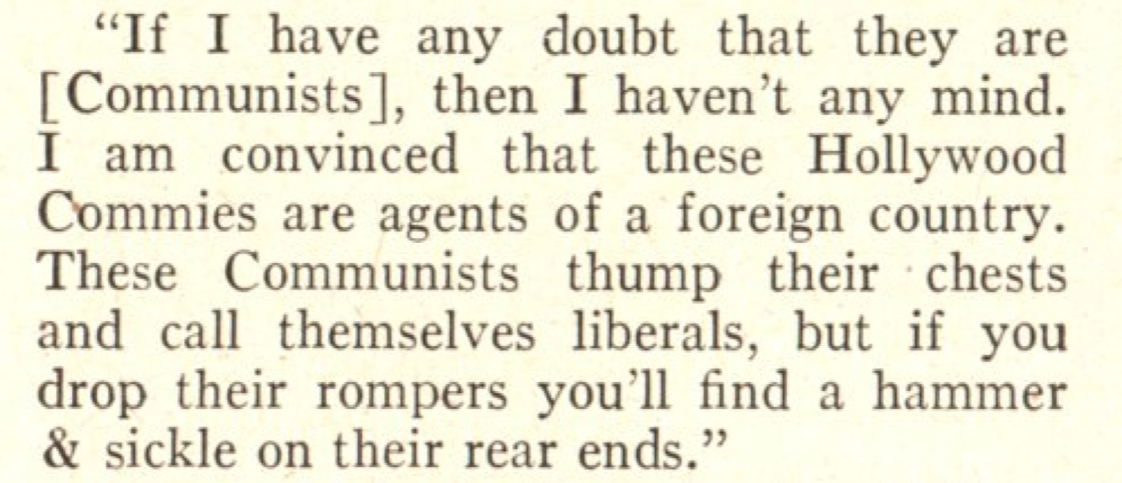 “If I have any doubt that they are
[Communists], then I haven’t any mind.
I am convinced that these Hollywood
Commies are agents of a foreign country.
These Communists thump their chests
and call themselves liberals, but if you
drop their rompers you’ll find a hammer
& sickle on their rear ends.”